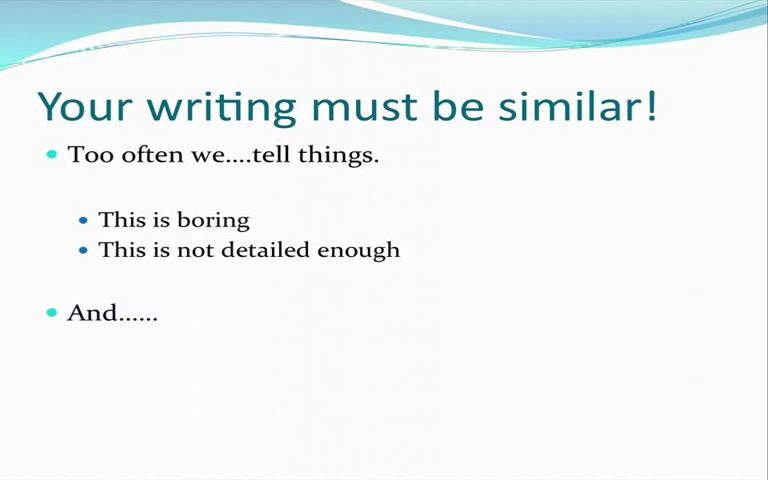 Your writing must be similar!
Too often we....tell things.
This is boring
This is not detailed enough
And......